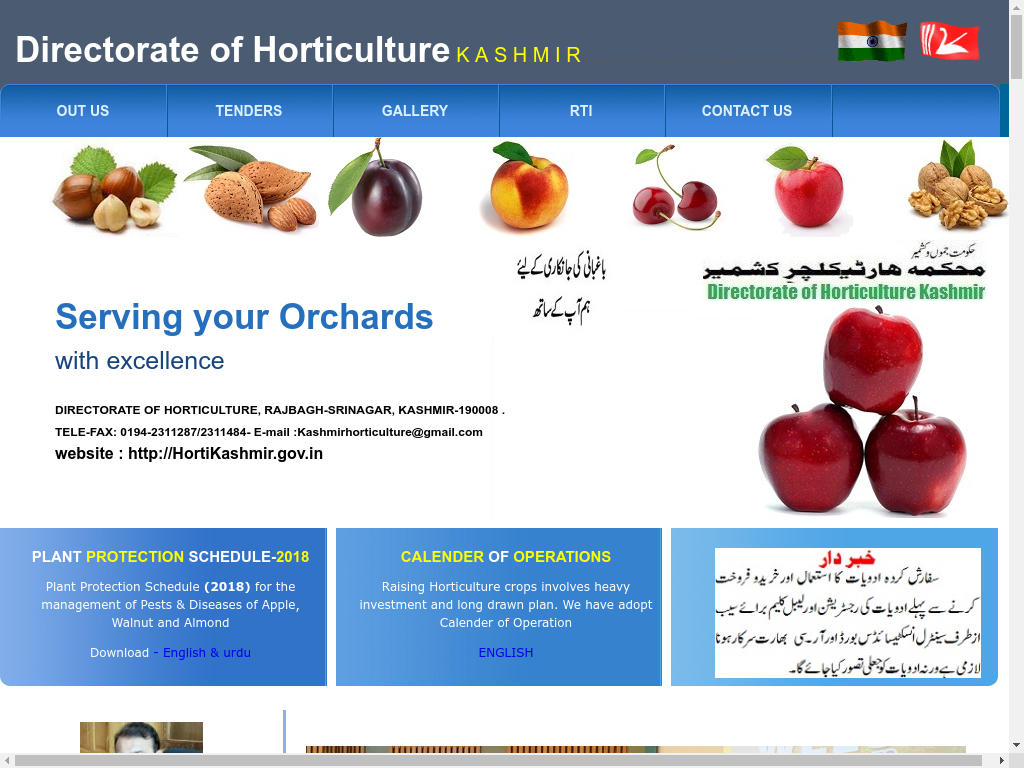 Directorate of Horticulture KASHMIR
OUT US
TENDERS
GALLERY
RTI
CONTACT US
باغبانی کی جانکاری کے لیئے
ہم آپ کے ساتھ
حکومت جموں و کشمیر
محکمہ ہارٹیکلچر کشمیر
Directorate of Horticulture Kashmir
Serving your Orchards
with excellence
DIRECTORATE OF HORTICULTURE, RAJBAGH-SRINAGAR, KASHMIR-190008 .
TELE-FAX: 0194-2311287/2311484- E-mail :Kashmirhorticulture@gmail.com
website : http://HortiKashmir.gov.in
PLANT PROTECTION SCHEDULE-2018
Plant Protection Schedule (2018) for the
management of Pests & Diseases of Apple,
Walnut and Almond
Download - English & urdu
CALENDER OF OPERATIONS
Raising Horticulture crops involves heavy
investment and long drawn plan. We have adopt
Calender of Operation
ENGLISH
خبردار
سفارش کردہ ادویات کا استعمال اور خرید و فروخت
کرنے سے پہلے ادویات کی رجسٹریشن اور لیبل کلیم برائے سیب
از طرف سینٹرل انسکٹیسائڈس بورڈ اور آر۔سی بھارت سرکار ہونا
لازمی ہے ورنہ ادویات کو جعلی تصور کیا جائے گا۔